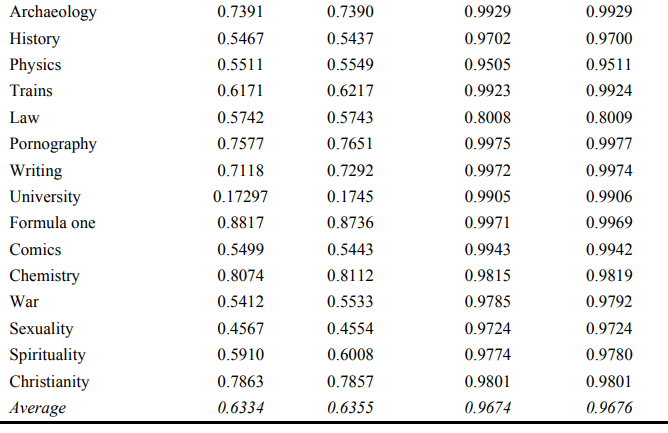 Archaeology 0.7391 0.7390 0.9929 0.9929
History 0.5467 0.5437 0.9702 0.9700
Physics 0.5511 0.5549 0.9505 0.9511
Trains 0.6171 0.6217 0.9923 0.9924
Law 0.5742 0.5743 0.8008 0.8009
Pornography 0.7577 0.7651 0.9975 0.9977
Writing 0.7118 0.7292 0.9972 0.9974
University 0.17297 0.1745 0.9905 0.9906
Formula one 0.8817 0.8736 0.9971 0.9969
Comics 0.5499 0.5443 0.9943 0.9942
Chemistry 0.8074 0.8112 0.9815 0.9819
War 0.5412 0.5533 0.9785 0.9792
Sexuality 0.4567 0.4554 0.9724 0.9724
Spirituality 0.5910 0.6008 0.9774 0.9780
Christianity 0.7863 0.7857 0.9801 0.9801
Average 0.6334 0.6355 0.9674 0.9676